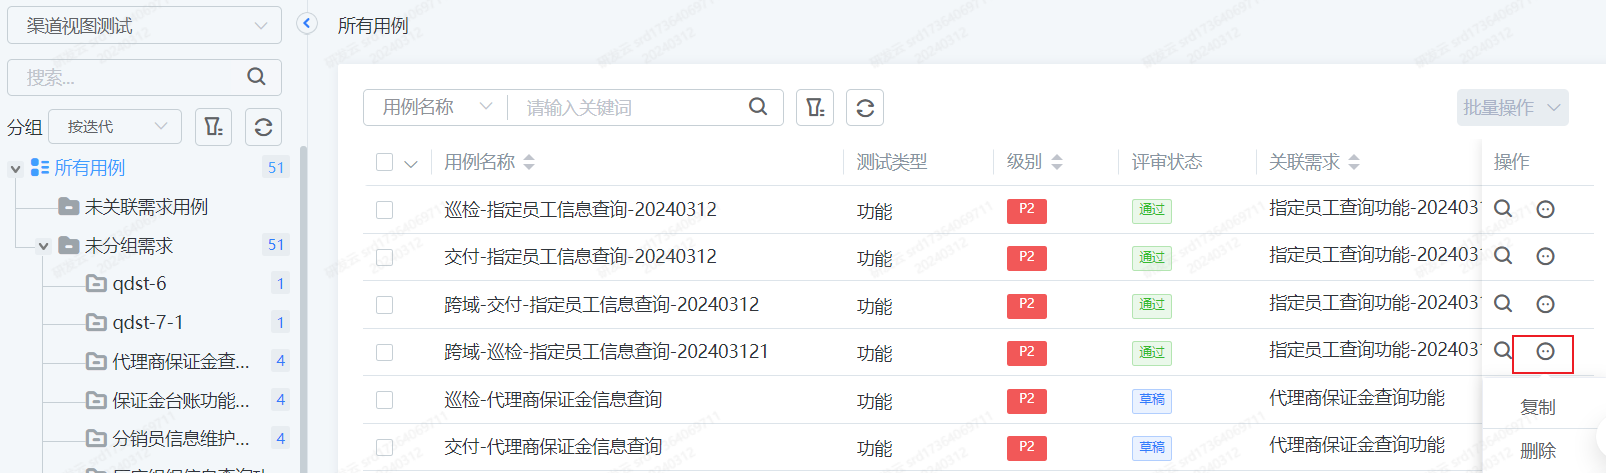 渠道视图测试
所有用例
搜索...
分组
按迭代
用例名称
请输入关键词
批量操作
所有用例
51
未关联需求用例
未分组需求
51
qdst-6
1
qdst-7-1
1
代理商保证金查...
4
保证金台账功能...
4
分销员信息维护...
4
用例名称
测试类型
级别
评审状态
关联需求
操作
巡检-指定员工信息查询-20240312
功能
P2
通过
指定员工查询功能-2024031
交付-指定员工信息查询-20240312
功能
P2
通过
指定员工查询功能-2024031
跨域-交付-指定员工信息查询-20240312
功能
P2
通过
指定员工查询功能-2024031
跨域-巡检-指定员工信息查询-202403121
功能
P2
通过
指定员工查询功能-2024031
巡检-代理商保证金信息查询
功能
P2
草稿
代理商保证金查询功能
交付-代理商保证金信息查询
功能
P2
草稿
代理商保证金查询功能
复制
删除